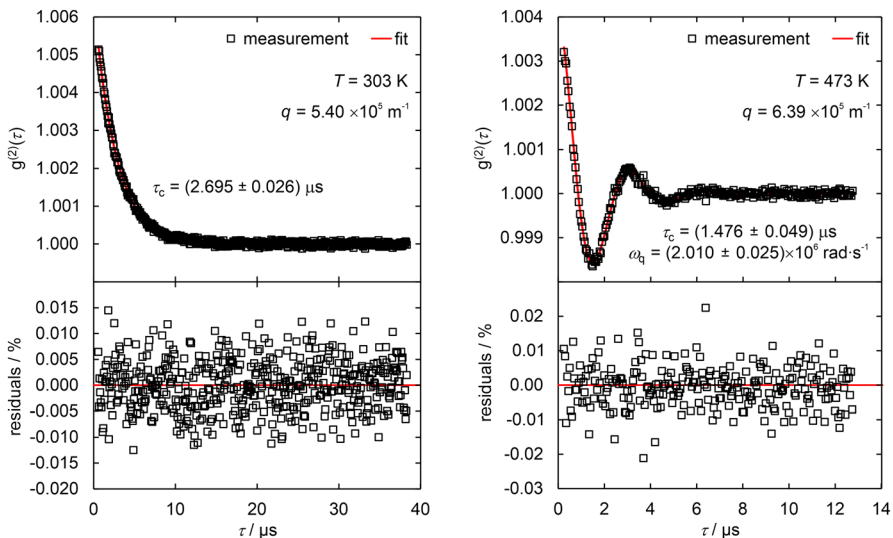 1.006
1.005
1.004
1.003
1.002
1.001
1.000
g(2)(τ)
measurement fit
T = 303 K
q = 5.40 ×10⁵ m⁻¹
τc = (2.695 ± 0.026) µs
0.015
0.010
0.005
0.000
-0.005
-0.010
-0.015
-0.020
residuals / %
0 10 20 30 40
τ / µs
1.004
1.003
1.002
1.001
1.000
0.999
g(2)(τ)
measurement fit
T = 473 K
q = 6.39 ×10⁵ m⁻¹
τc = (1.476 ± 0.049) µs
ωq = (2.010 ± 0.025)×10⁶ rad·s⁻¹
0.02
0.01
0.00
-0.01
-0.02
-0.03
residuals / %
0 2 4 6 8 10 12 14
τ / µs